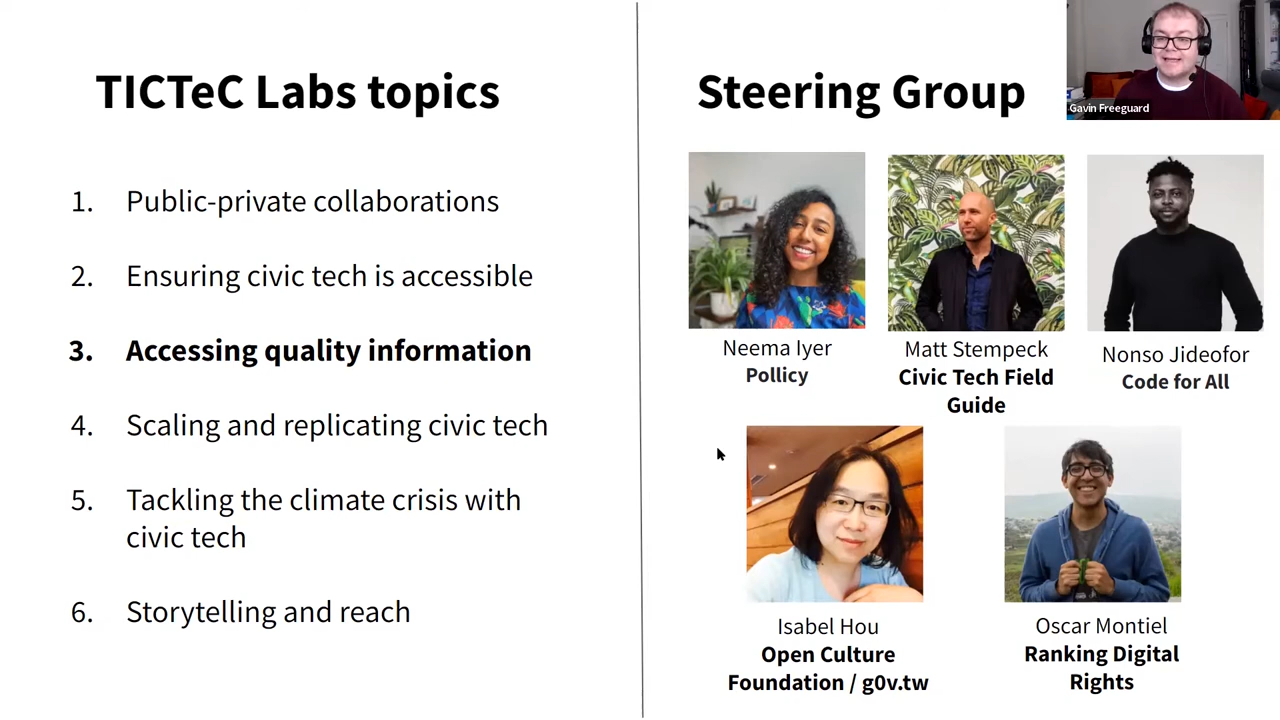 TICTeC Labs topics
1. Public-private collaborations
2. Ensuring civic tech is accessible
3. Accessing quality information
4. Scaling and replicating civic tech
5. Tackling the climate crisis with
civic tech
6. Storytelling and reach
Steering Group
Gavin Freeguard
Neema Iyer
Pollicy
Matt Stempeck
Civic Tech Field
Guide
Nonso Jideofor
Code for All
Isabel Hou
Open Culture
Foundation / g0v.tw
Oscar Montiel
Ranking Digital
Rights